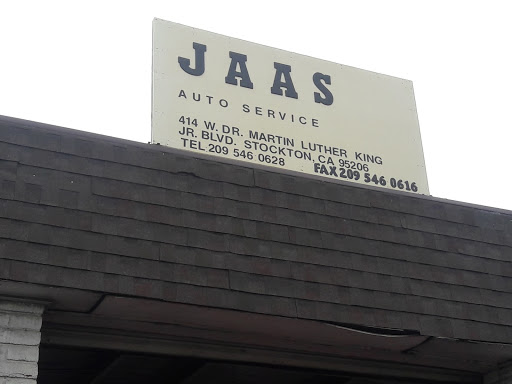 JAAS
AUTO SERVICE
414 W. DR. MARTIN LUTHER KING
JR. BLVD. STOCKTON, CA 95206
TEL. 209 546 0628 FAX 209 546 0616